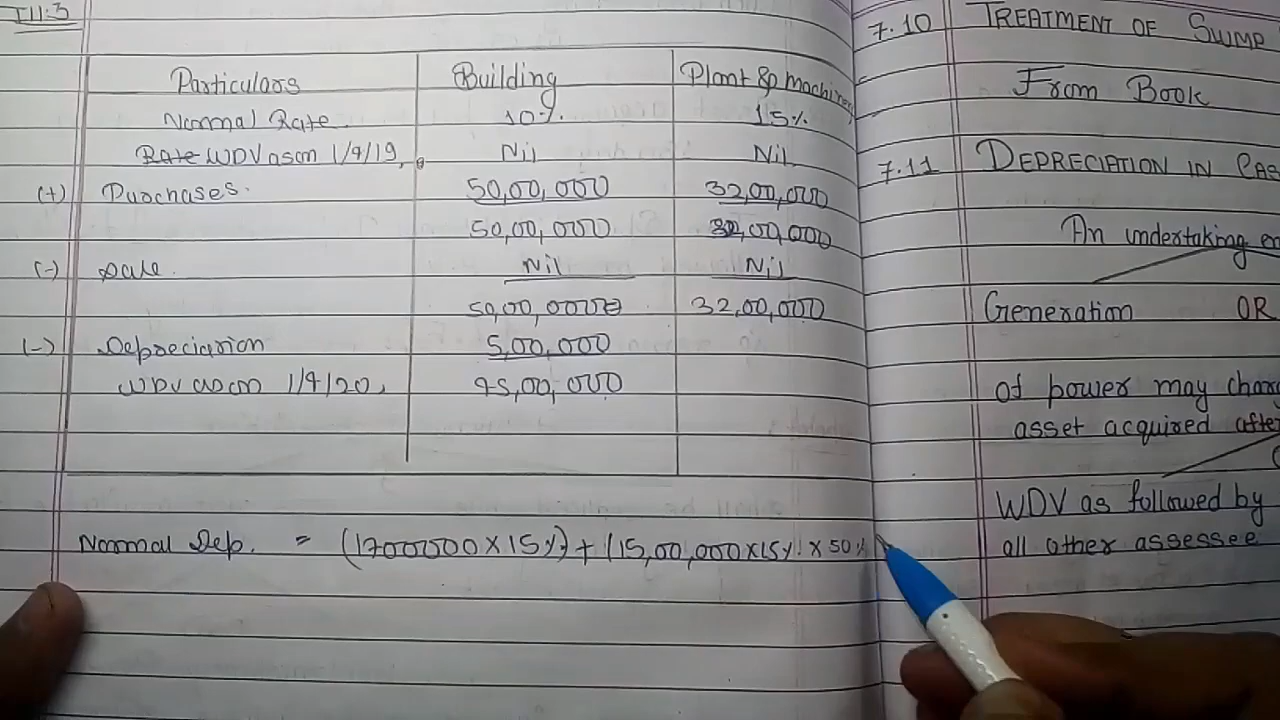 Ill:3
Particulars Building Plant & Machinery
Normal Rate 10% 15%
Rate WDV as on 1/4/19, Nil Nil
(+) Purchases. 50,00,000 32,00,000
50,00,000 32,00,000
(-) Sale. Nil Nil
50,00,000 32,00,000
(-) Depreciation 5,00,000
WDV as on 1/4/20, 45,00,000
Normal Dep. = (1700000 X 15%) + (15,00,000 X 15% X 50%
7.10 TREATMENT OF
From Book
7.11 DEPRECIATION IN CAS
An undertaking en
Generation OR
of power may char
asset acquired after
WDV as followed by
all other assessee